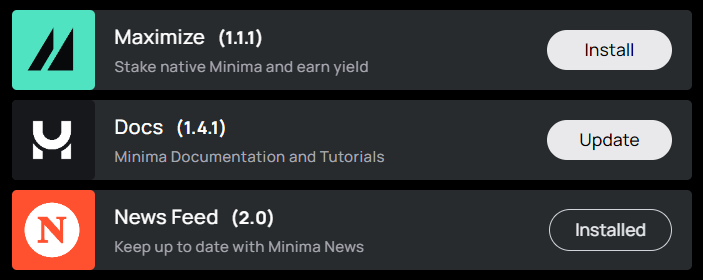 Maximize (1.1.1)
Stake native Minima and earn yield
Install
Docs (1.4.1)
Minima Documentation and Tutorials
Update
N
News Feed (2.0)
Keep up to date with Minima News
Installed